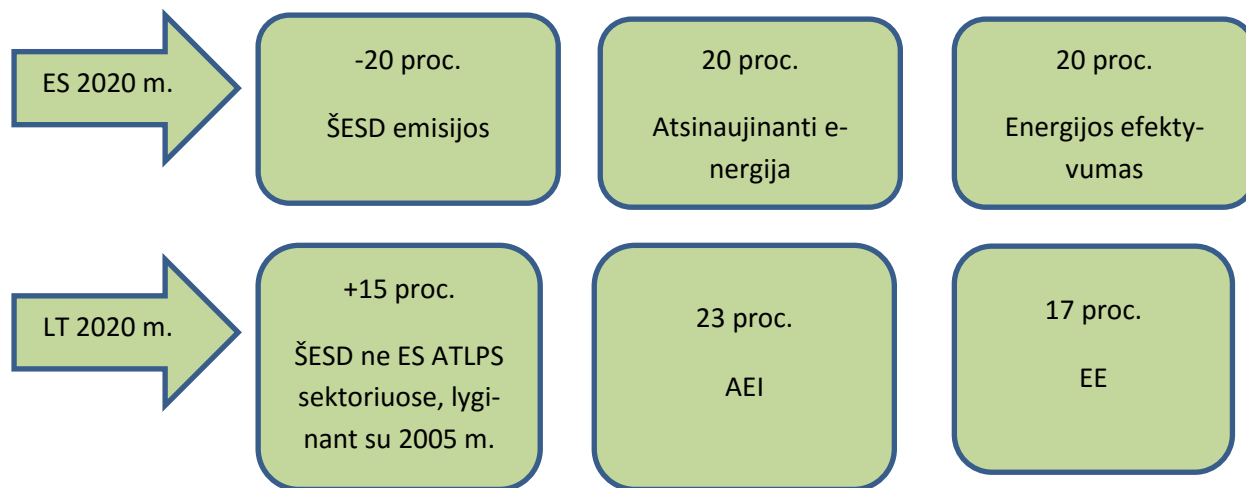 ES 2020 m.
-20 proc.
ŠESD emisijos
20 proc.
Atsinaujinanti e-
nergija
20 proc.
Energijos efekty-
vumas
LT 2020 m.
+15 proc.
ŠESD ne ES ATLPS
sektoriuose, lygi-
nant su 2005 m.
23 proc.
AEI
17 proc.
EE